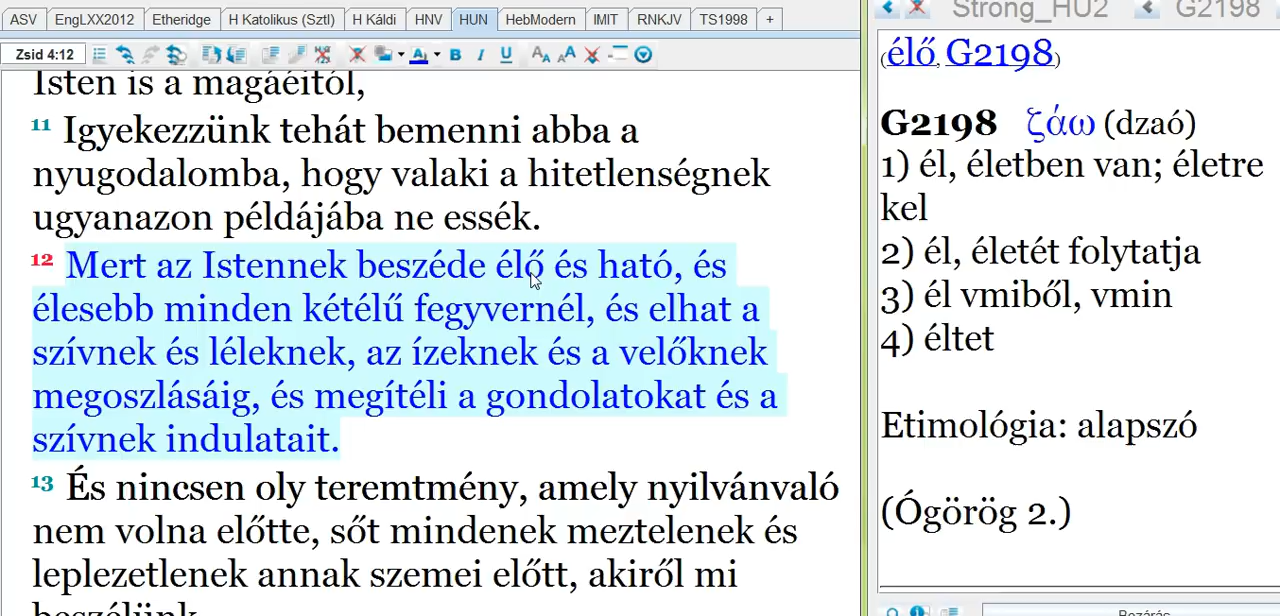 ASV EngLXX2012 Etheridge H Katolikus (Sztl) H Káldi HNV HUN HebModern IMIT RNKJV TS1998 +
Zsid 4:12
Isten is a magáéitól,
11 Igyekezzünk tehát bemenni abba a
nyugodalomba, hogy valaki a hitetlenségnek
ugyanazon példájába ne essék.
12 Mert az Istennek beszéde élő és ható, és
élesebb minden kétélű fegyvernél, és elhat a
szívnek és léleknek, az ízeknek és a velőknek
megoszlásáig, és megítéli a gondolatokat és a
szívnek indulatait.
13 És nincsen oly teremtmény, amely nyilvánvaló
nem volna előtte, sőt mindenek meztelenek és
leplezetlenek annak szemei előtt, akiről mi
beszélünk
Strong_HU2 G2198
(élő, G2198)
G2198 ζάω (dzaó)
1) él, életben van; életre
kel
2) él, életét folytatja
3) él vmiből, vmin
4) éltet
Etimológia: alapszó
(Ógörög 2.)
Bezárás